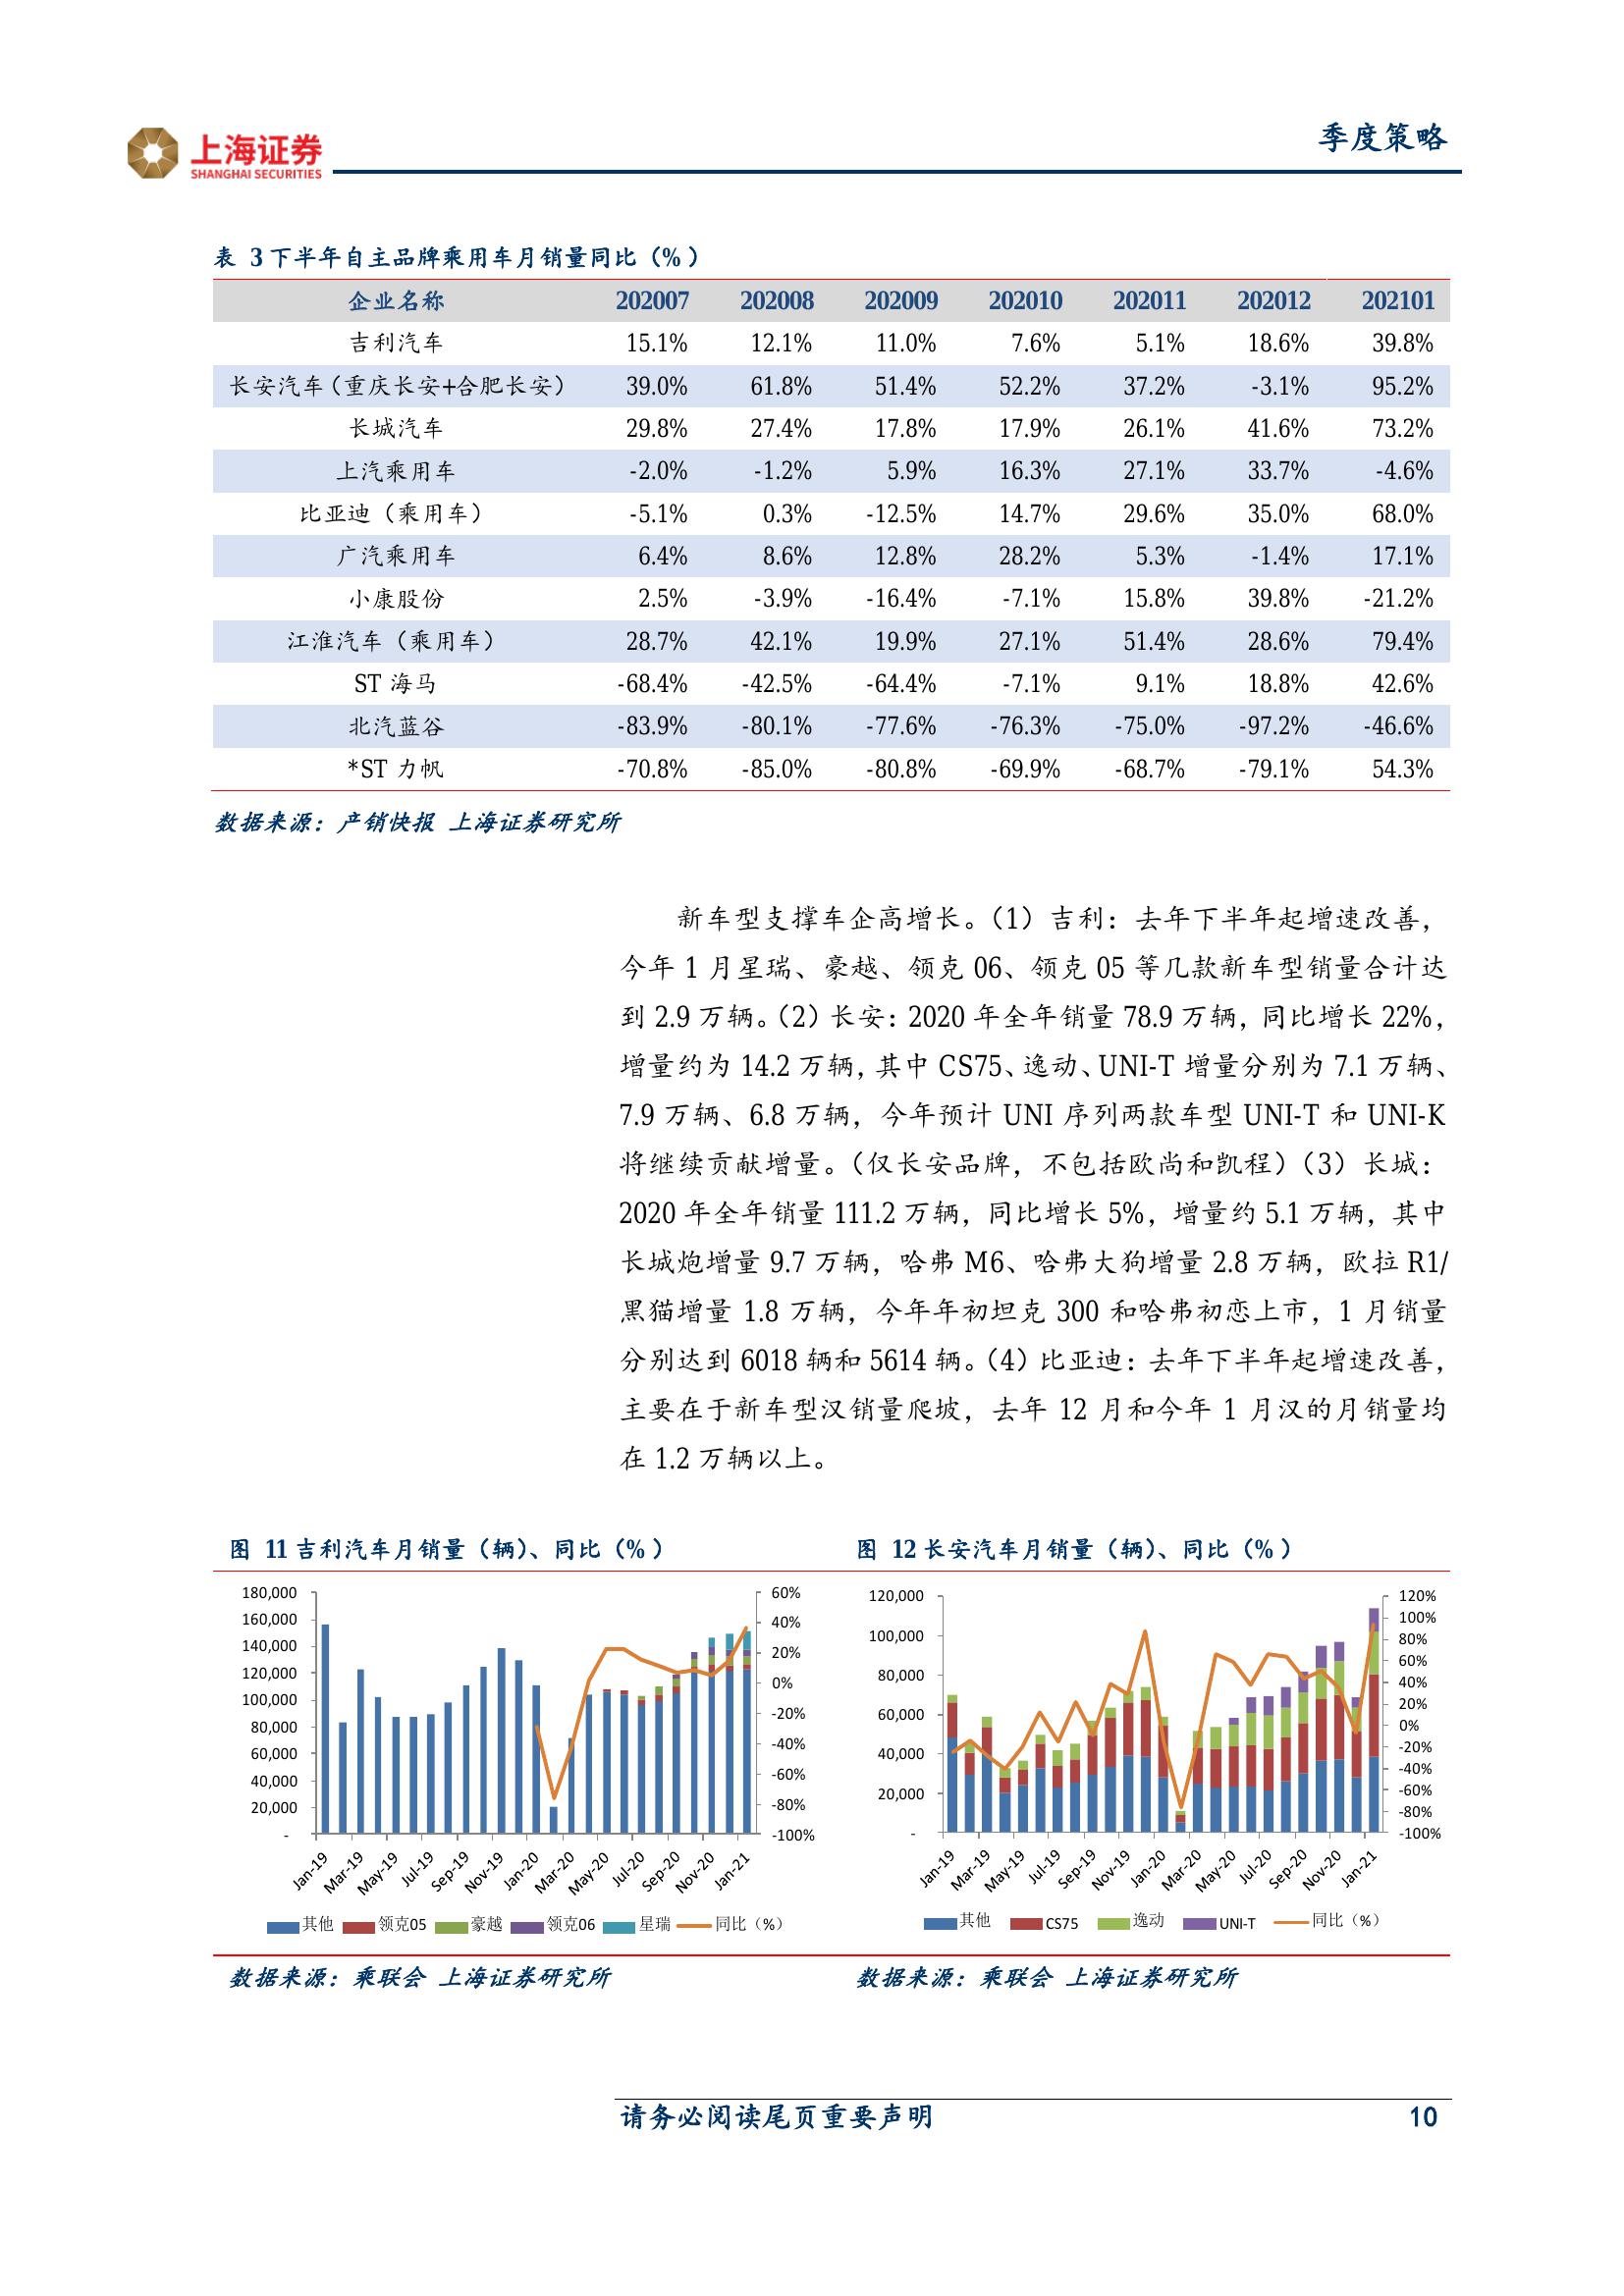 上海证券
SHANGHAI SECURITIES
季度策略
表 3 下半年自主品牌乘用车月销量同比（%）
企业名称 202007 202008 202009 202010 202011 202012 202101
吉利汽车 15.1% 12.1% 11.0% 7.6% 5.1% 18.6% 39.8%
长安汽车（重庆长安+合肥长安） 39.0% 61.8% 51.4% 52.2% 37.2% -3.1% 95.2%
长城汽车 29.8% 27.4% 17.8% 17.9% 26.1% 41.6% 73.2%
上汽乘用车 -2.0% -1.2% 5.9% 16.3% 27.1% 33.7% -4.6%
比亚迪（乘用车） -5.1% 0.3% -12.5% 14.7% 29.6% 35.0% 68.0%
广汽乘用车 6.4% 8.6% 12.8% 28.2% 5.3% -1.4% 17.1%
小康股份 2.5% -3.9% -16.4% -7.1% 15.8% 39.8% -21.2%
江淮汽车（乘用车） 28.7% 42.1% 19.9% 27.1% 51.4% 28.6% 79.4%
ST 海马 -68.4% -42.5% -64.4% -7.1% 9.1% 18.8% 42.6%
北汽蓝谷 -83.9% -80.1% -77.6% -76.3% -75.0% -97.2% -46.6%
*ST 力帆 -70.8% -85.0% -80.8% -69.9% -68.7% -79.1% 54.3%
数据来源：产销快报 上海证券研究所
新车型支撑车企高增长。（1）吉利：去年下半年起增速改善，
今年 1 月星瑞、豪越、领克 06、领克 05 等几款新车型销量合计达
到 2.9 万辆。（2）长安：2020 年全年销量 78.9 万辆，同比增长 22%，
增量约为 14.2 万辆，其中 CS75、逸动、UNI-T 增量分别为 7.1 万辆、
7.9 万辆、6.8 万辆，今年预计 UNI 序列两款车型 UNI-T 和 UNI-K
将继续贡献增量。（仅长安品牌，不包括欧尚和凯程）（3）长城：
2020 年全年销量 111.2 万辆，同比增长 5%，增量约 5.1 万辆，其中
长城炮增量 9.7 万辆，哈弗 M6、哈弗大狗增量 2.8 万辆，欧拉 R1/
黑猫增量 1.8 万辆，今年年初坦克 300 和哈弗初恋上市，1 月销量
分别达到 6018 辆和 5614 辆。（4）比亚迪：去年下半年起增速改善，
主要在于新车型汉销量爬坡，去年 12 月和今年 1 月汉的月销量均
在 1.2 万辆以上。
图 11 吉利汽车月销量（辆）、同比（%）
180,000
160,000
140,000
120,000
100,000
80,000
60,000
40,000
20,000
-
60%
40%
20%
0%
-20%
-40%
-60%
-80%
-100%
Jan-19 Mar-19 May-19 Jul-19 Sep-19 Nov-19 Jan-20 Mar-20 May-20 Jul-20 Sep-20 Nov-20 Jan-21
其他 领克05 豪越 领克06 星瑞 同比（%）
数据来源：乘联会 上海证券研究所
图 12 长安汽车月销量（辆）、同比（%）
120,000
100,000
80,000
60,000
40,000
20,000
-
120%
100%
80%
60%
40%
20%
0%
-20%
-40%
-60%
-80%
-100%
Jan-19 Mar-19 May-19 Jul-19 Sep-19 Nov-19 Jan-20 Mar-20 May-20 Jul-20 Sep-20 Nov-20 Jan-21
其他 CS75 逸动 UNI-T 同比（%）
数据来源：乘联会 上海证券研究所
请务必阅读尾页重要声明 10